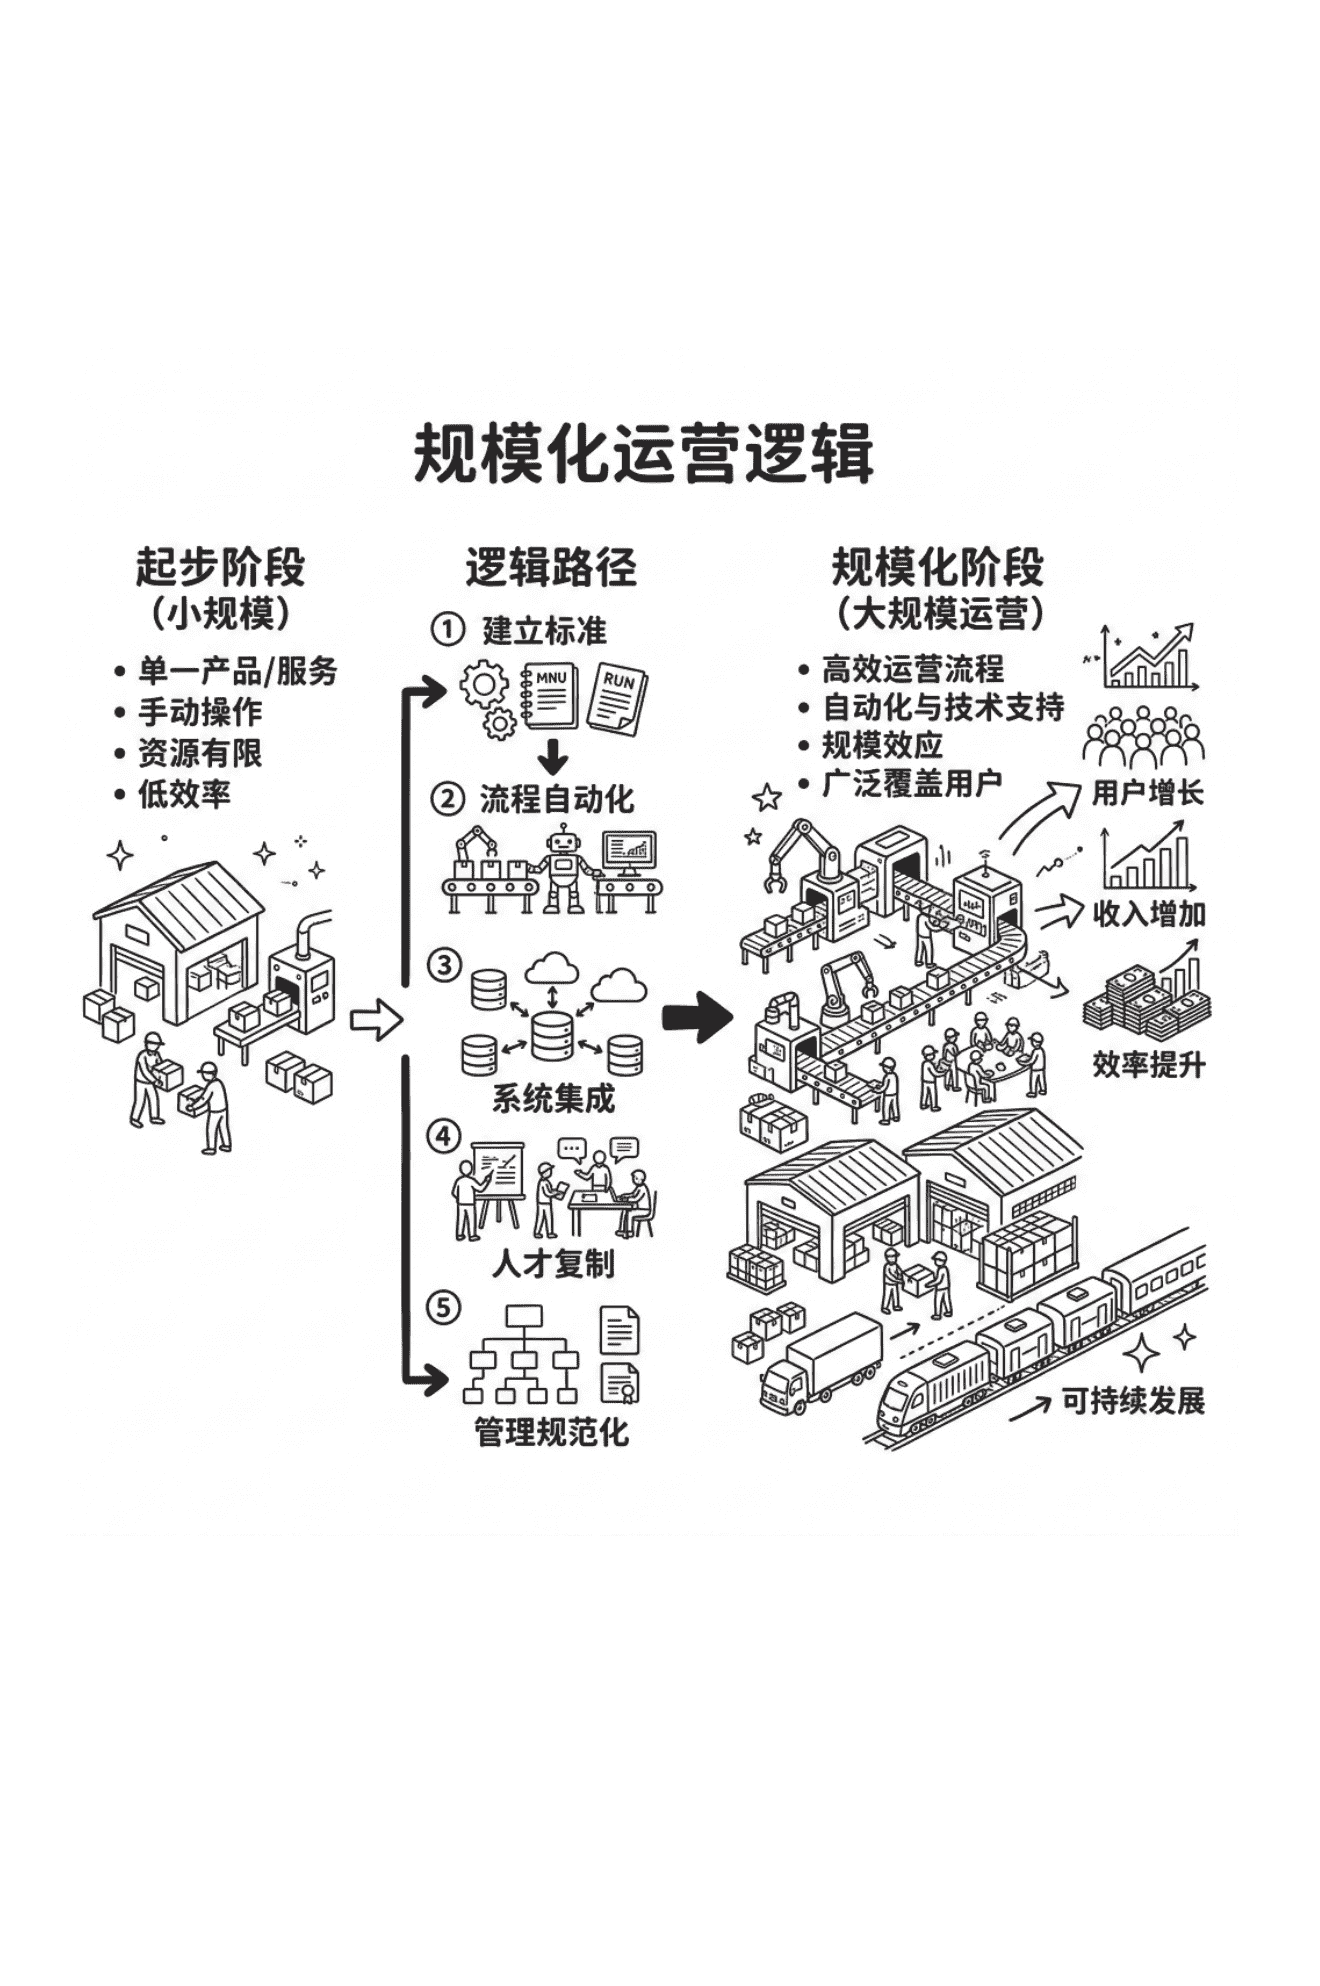 规模化运营逻辑
起步阶段
（小规模）
• 单一产品/服务
• 手动操作
• 资源有限
• 低效率
逻辑路径
① 建立标准
MNU
RUN
② 流程自动化
③
系统集成
④
人才复制
⑤
管理规范化
规模化阶段
（大规模运营）
• 高效运营流程
• 自动化与技术支持
• 规模效应
• 广泛覆盖用户
用户增长
收入增加
效率提升
可持续发展